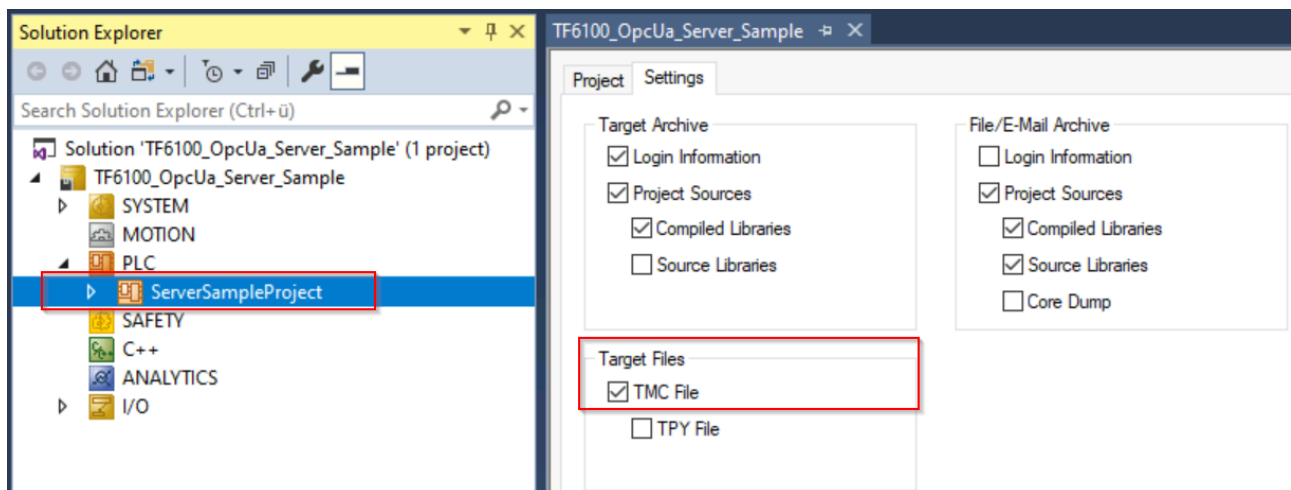 Solution Explorer
Search Solution Explorer (Ctrl+ü)
Solution 'TF6100_OpcUa_Server_Sample' (1 project)
TF6100_OpcUa_Server_Sample
SYSTEM
MOTION
PLC
ServerSampleProject
SAFETY
C++
ANALYTICS
I/O
TF6100_OpcUa_Server_Sample
Project Settings
Target Archive
Login Information
Project Sources
Compiled Libraries
Source Libraries
Target Files
TMC File
TPY File
File/E-Mail Archive
Login Information
Project Sources
Compiled Libraries
Source Libraries
Core Dump